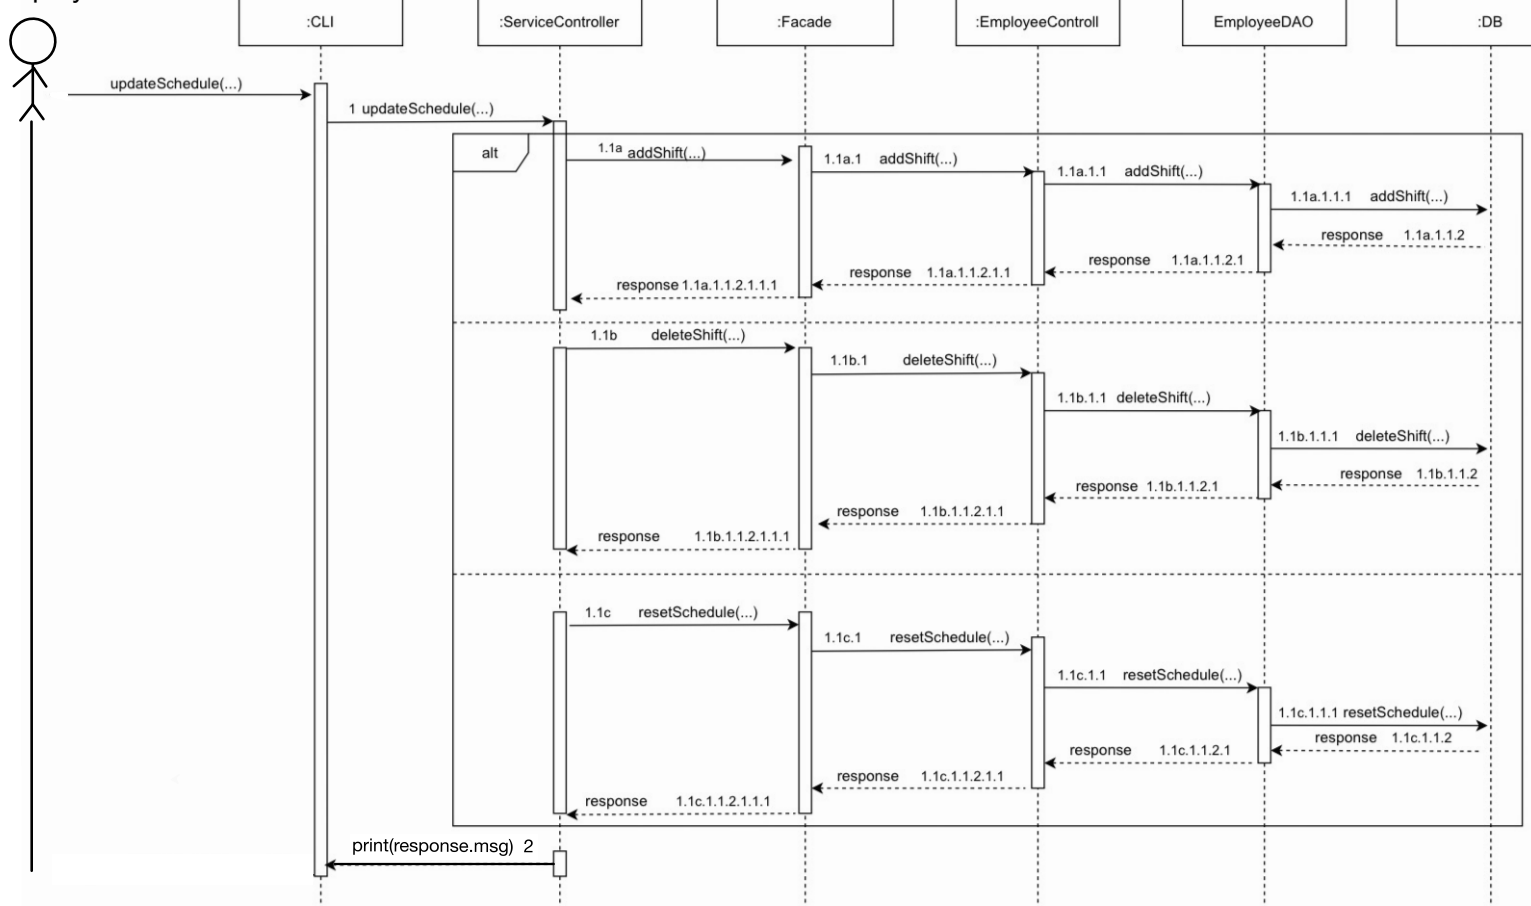 :CLI
:ServiceController
:Facade
:EmployeeControll
EmployeeDAO
:DB
updateSchedule(...)
1 updateSchedule(...)
alt
1.1a addShift(...)
1.1a.1 addShift(...)
1.1a.1.1 addShift(...)
1.1a.1.1.1 addShift(...)
response 1.1a.1.1.2
response 1.1a.1.1.2.1
response 1.1a.1.1.2.1.1
response 1.1a.1.1.2.1.1.1
1.1b deleteShift(...)
1.1b.1 deleteShift(...)
1.1b.1.1 deleteShift(...)
1.1b.1.1.1 deleteShift(...)
response 1.1b.1.1.2
response 1.1b.1.1.2.1
response 1.1b.1.1.2.1.1
response 1.1b.1.1.2.1.1.1
1.1c resetSchedule(...)
1.1c.1 resetSchedule(...)
1.1c.1.1 resetSchedule(...)
1.1c.1.1.1 resetSchedule(...)
response 1.1c.1.1.2
response 1.1c.1.1.2.1
response 1.1c.1.1.2.1.1
response 1.1c.1.1.2.1.1.1
print(response.msg) 2